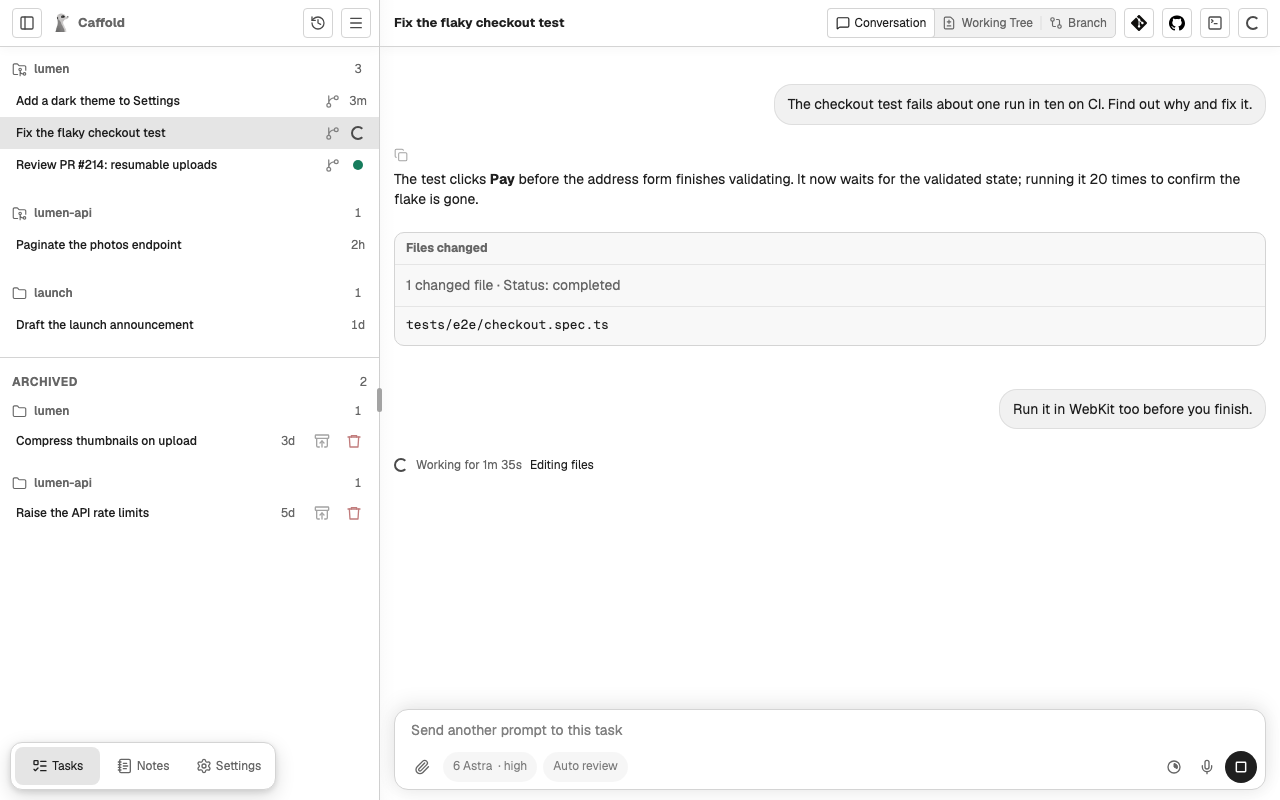 Caffold
lumen 3
Add a dark theme to Settings 3m
Fix the flaky checkout test
Review PR #214: resumable uploads
lumen-api 1
Paginate the photos endpoint 2h
launch 1
Draft the launch announcement 1d
ARCHIVED 2
lumen 1
Compress thumbnails on upload 3d
lumen-api 1
Raise the API rate limits 5d
Tasks Notes Settings
Fix the flaky checkout test
Conversation Working Tree Branch
The checkout test fails about one run in ten on CI. Find out why and fix it.
The test clicks Pay before the address form finishes validating. It now waits for the validated state; running it 20 times to confirm the
flake is gone.
Files changed
1 changed file · Status: completed
tests/e2e/checkout.spec.ts
Run it in WebKit too before you finish.
Working for 1m 35s Editing files
Send another prompt to this task
6 Astra · high Auto review